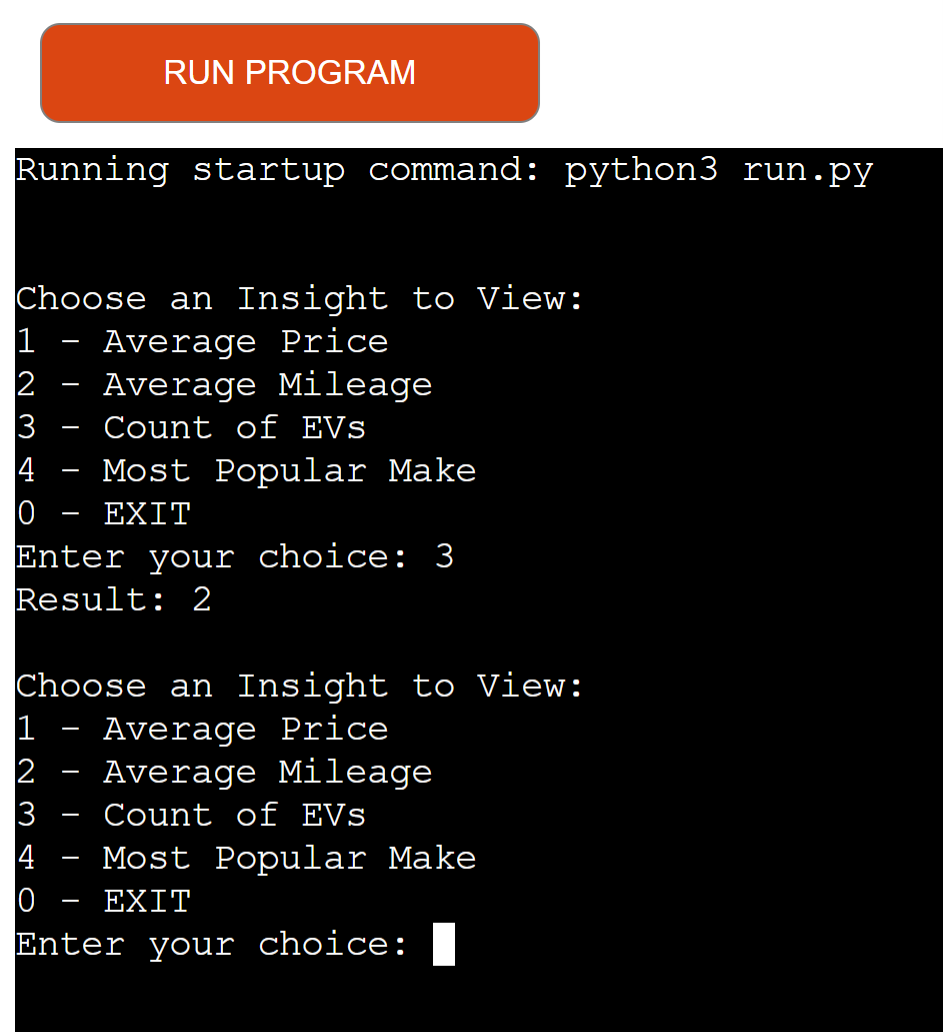 RUN PROGRAM
Running startup command: python3 run.py
Choose an Insight to View:
1 - Average Price
2 - Average Mileage
3 - Count of EVs
4 - Most Popular Make
0 - EXIT
Enter your choice: 3
Result: 2
Choose an Insight to View:
1 - Average Price
2 - Average Mileage
3 - Count of EVs
4 - Most Popular Make
0 - EXIT
Enter your choice: